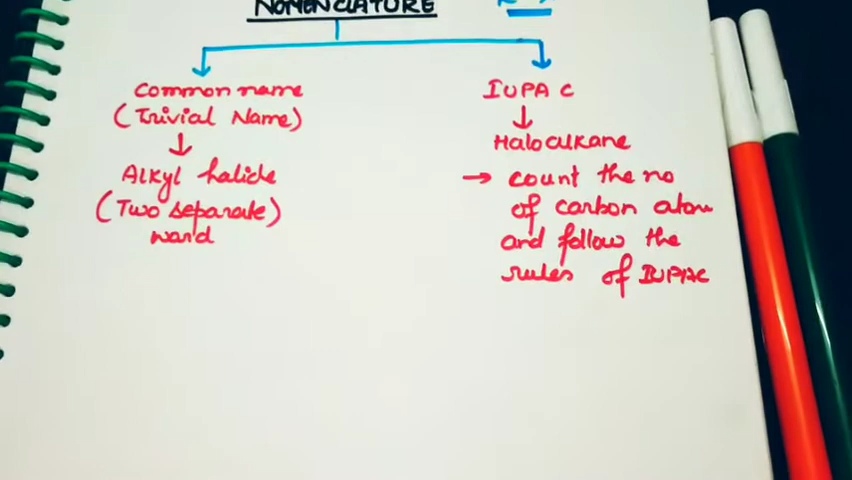 NOMENCLATURE
Common name
(Trivial Name)
Alkyl halide
(Two separate)
word
IUPAC
Haloalkane
→ count the no
of carbon atom
and follow the
rules of IUPAC